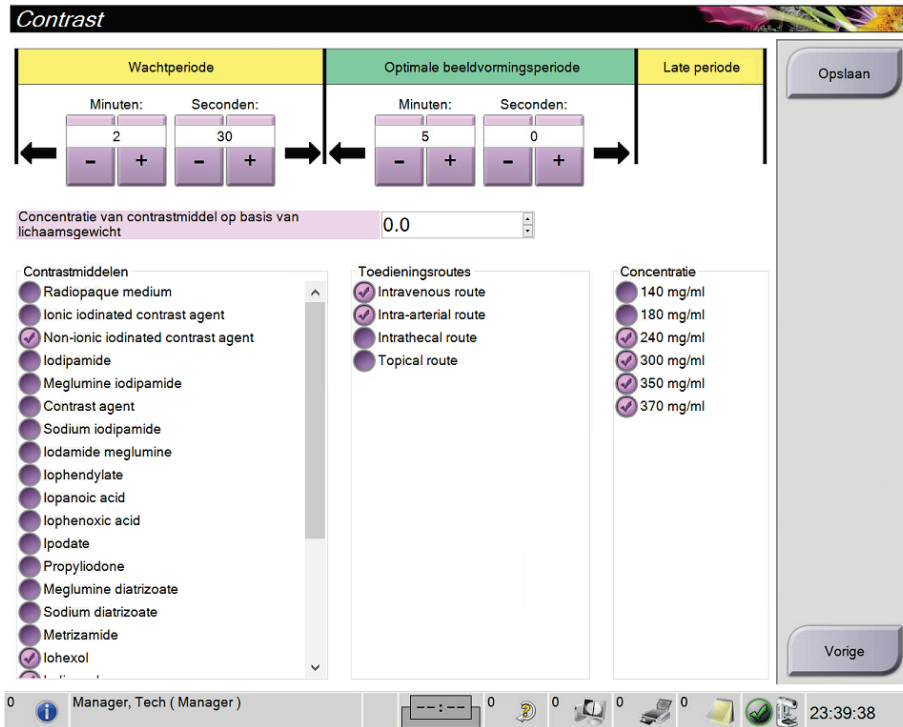 Contrast
Wachtperiode
Optimale beeldvormingsperiode
Late periode
Opslaan
Minuten:
Seconden:
Minuten:
Seconden:
2
30
5
0
- +
- +
- +
- +
Concentratie van contrastmiddel op basis van
lichaamsgewicht
0.0
Contrastmiddelen
Radiopaque medium
Ionic iodinated contrast agent
Non-ionic iodinated contrast agent
Iodipamide
Meglumine iodipamide
Contrast agent
Sodium iodipamide
Iodamide meglumine
Iophendylate
Iopanoic acid
Iophenoxic acid
Ipodate
Propyliodone
Meglumine diatrizoate
Sodium diatrizoate
Metrizamide
Iohexol
Toedieningsroutes
Intravenous route
Intra-arterial route
Intrathecal route
Topical route
Concentratie
140 mg/ml
180 mg/ml
240 mg/ml
300 mg/ml
350 mg/ml
370 mg/ml
Vorige
0
Manager, Tech ( Manager )
--:--
0
0
0
0
23:39:38